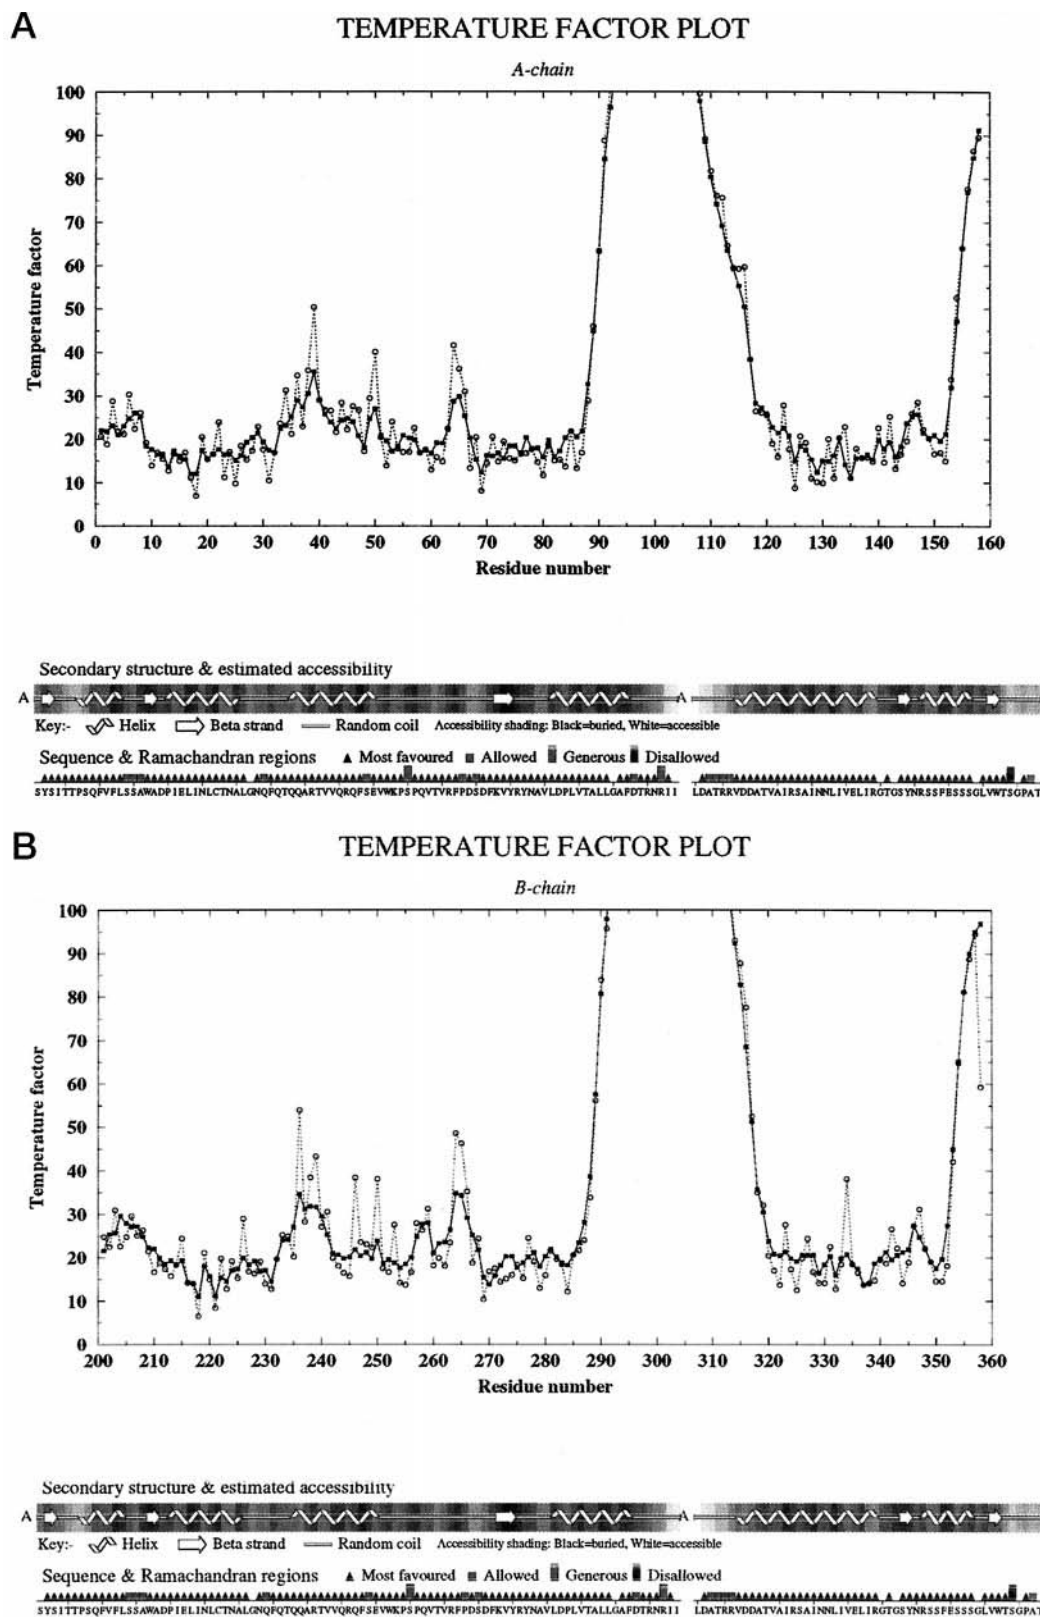 A
TEMPERATURE FACTOR PLOT
A-chain
100
90
80
70
60
50
40
30
20
10
0
Temperature factor
0 10 20 30 40 50 60 70 80 90 100 110 120 130 140 150 160
Residue number
Secondary structure & estimated accessibility
A A
Key:- Helix Beta strand Random coil Accessibility shading: Black=buried, White=accessible
Sequence & Ramachandran regions Most favoured Allowed Generous Disallowed
SYSITTPSQFVFLSSAWADPIELINLCTNALGNQFQTQQARTVVQRQFSEVWKPSPQVTVRFPDSDFKVYRYNAVLDPLVTALLGAFDTRNRII LDATRRVDDATVAIRSAINNLIVELIRGTGSYNRSSFESSSGLVWTSGPAT
B
TEMPERATURE FACTOR PLOT
B-chain
100
90
80
70
60
50
40
30
20
10
0
Temperature factor
200 210 220 230 240 250 260 270 280 290 300 310 320 330 340 350 360
Residue number
Secondary structure & estimated accessibility
A A
Key:- Helix Beta strand Random coil Accessibility shading: Black=buried, White=accessible
Sequence & Ramachandran regions Most favoured Allowed Generous Disallowed
SYSITTPSQFVFLSSAWADPIELINLCTNALGNQFQTQQARTVVQRQFSEVWKPSPQVTVRFPDSDFKVYRYNAVLDPLVTALLGAFDTRNRII LDATRRVDDATVAIRSAINNLIVELIRGTGSYNRSSFESSSGLVWTSGPAT